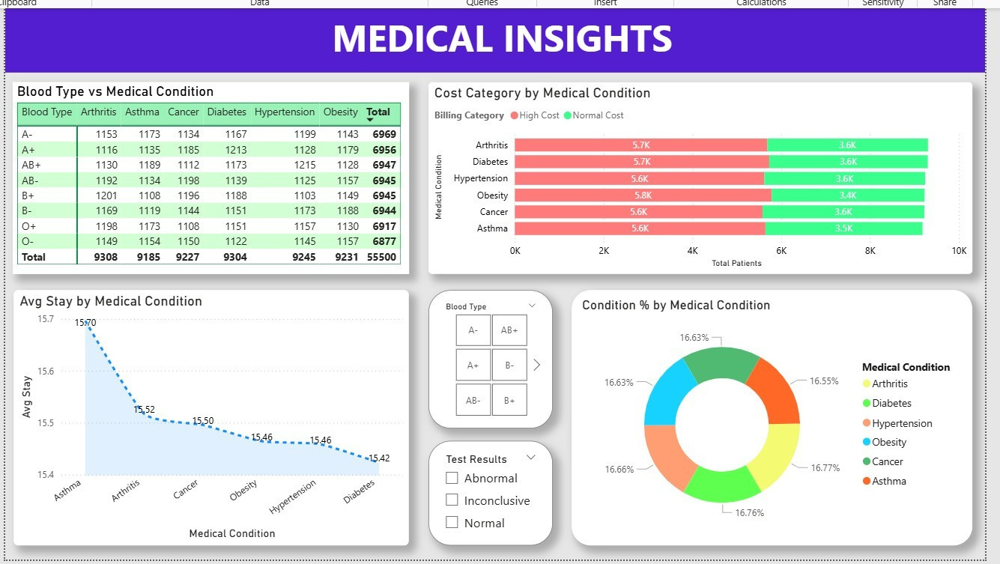 Clipboard Data Queries Insert Calculations Sensitivity Share
MEDICAL INSIGHTS
Blood Type vs Medical Condition
Blood Type Arthritis Asthma Cancer Diabetes Hypertension Obesity Total
A- 1153 1173 1134 1167 1199 1143 6969
A+ 1116 1135 1185 1213 1128 1179 6956
AB+ 1130 1189 1112 1173 1215 1128 6947
AB- 1192 1134 1198 1139 1125 1157 6945
B+ 1201 1108 1196 1188 1103 1149 6945
B- 1169 1119 1144 1151 1173 1188 6944
O+ 1198 1173 1108 1151 1157 1130 6917
O- 1149 1154 1150 1122 1145 1157 6877
Total 9308 9185 9227 9304 9245 9231 55500
Cost Category by Medical Condition
Billing Category High Cost Normal Cost
Medical Condition
Arthritis 5.7K 3.6K
Diabetes 5.7K 3.6K
Hypertension 5.6K 3.6K
Obesity 5.8K 3.4K
Cancer 5.6K 3.6K
Asthma 5.6K 3.5K
0K 2K 4K 6K 8K 10K
Total Patients
Avg Stay by Medical Condition
Avg Stay
15.7
15.6
15.5
15.4
15.70
15.52
15.50
15.46
15.46
15.42
Asthma Arthritis Cancer Obesity Hypertension Diabetes
Medical Condition
Blood Type
A- AB+
A+ B-
AB- B+
Test Results
Abnormal
Inconclusive
Normal
Condition % by Medical Condition
16.63%
16.55%
16.63%
16.66%
16.77%
16.76%
Medical Condition
Arthritis
Diabetes
Hypertension
Obesity
Cancer
Asthma